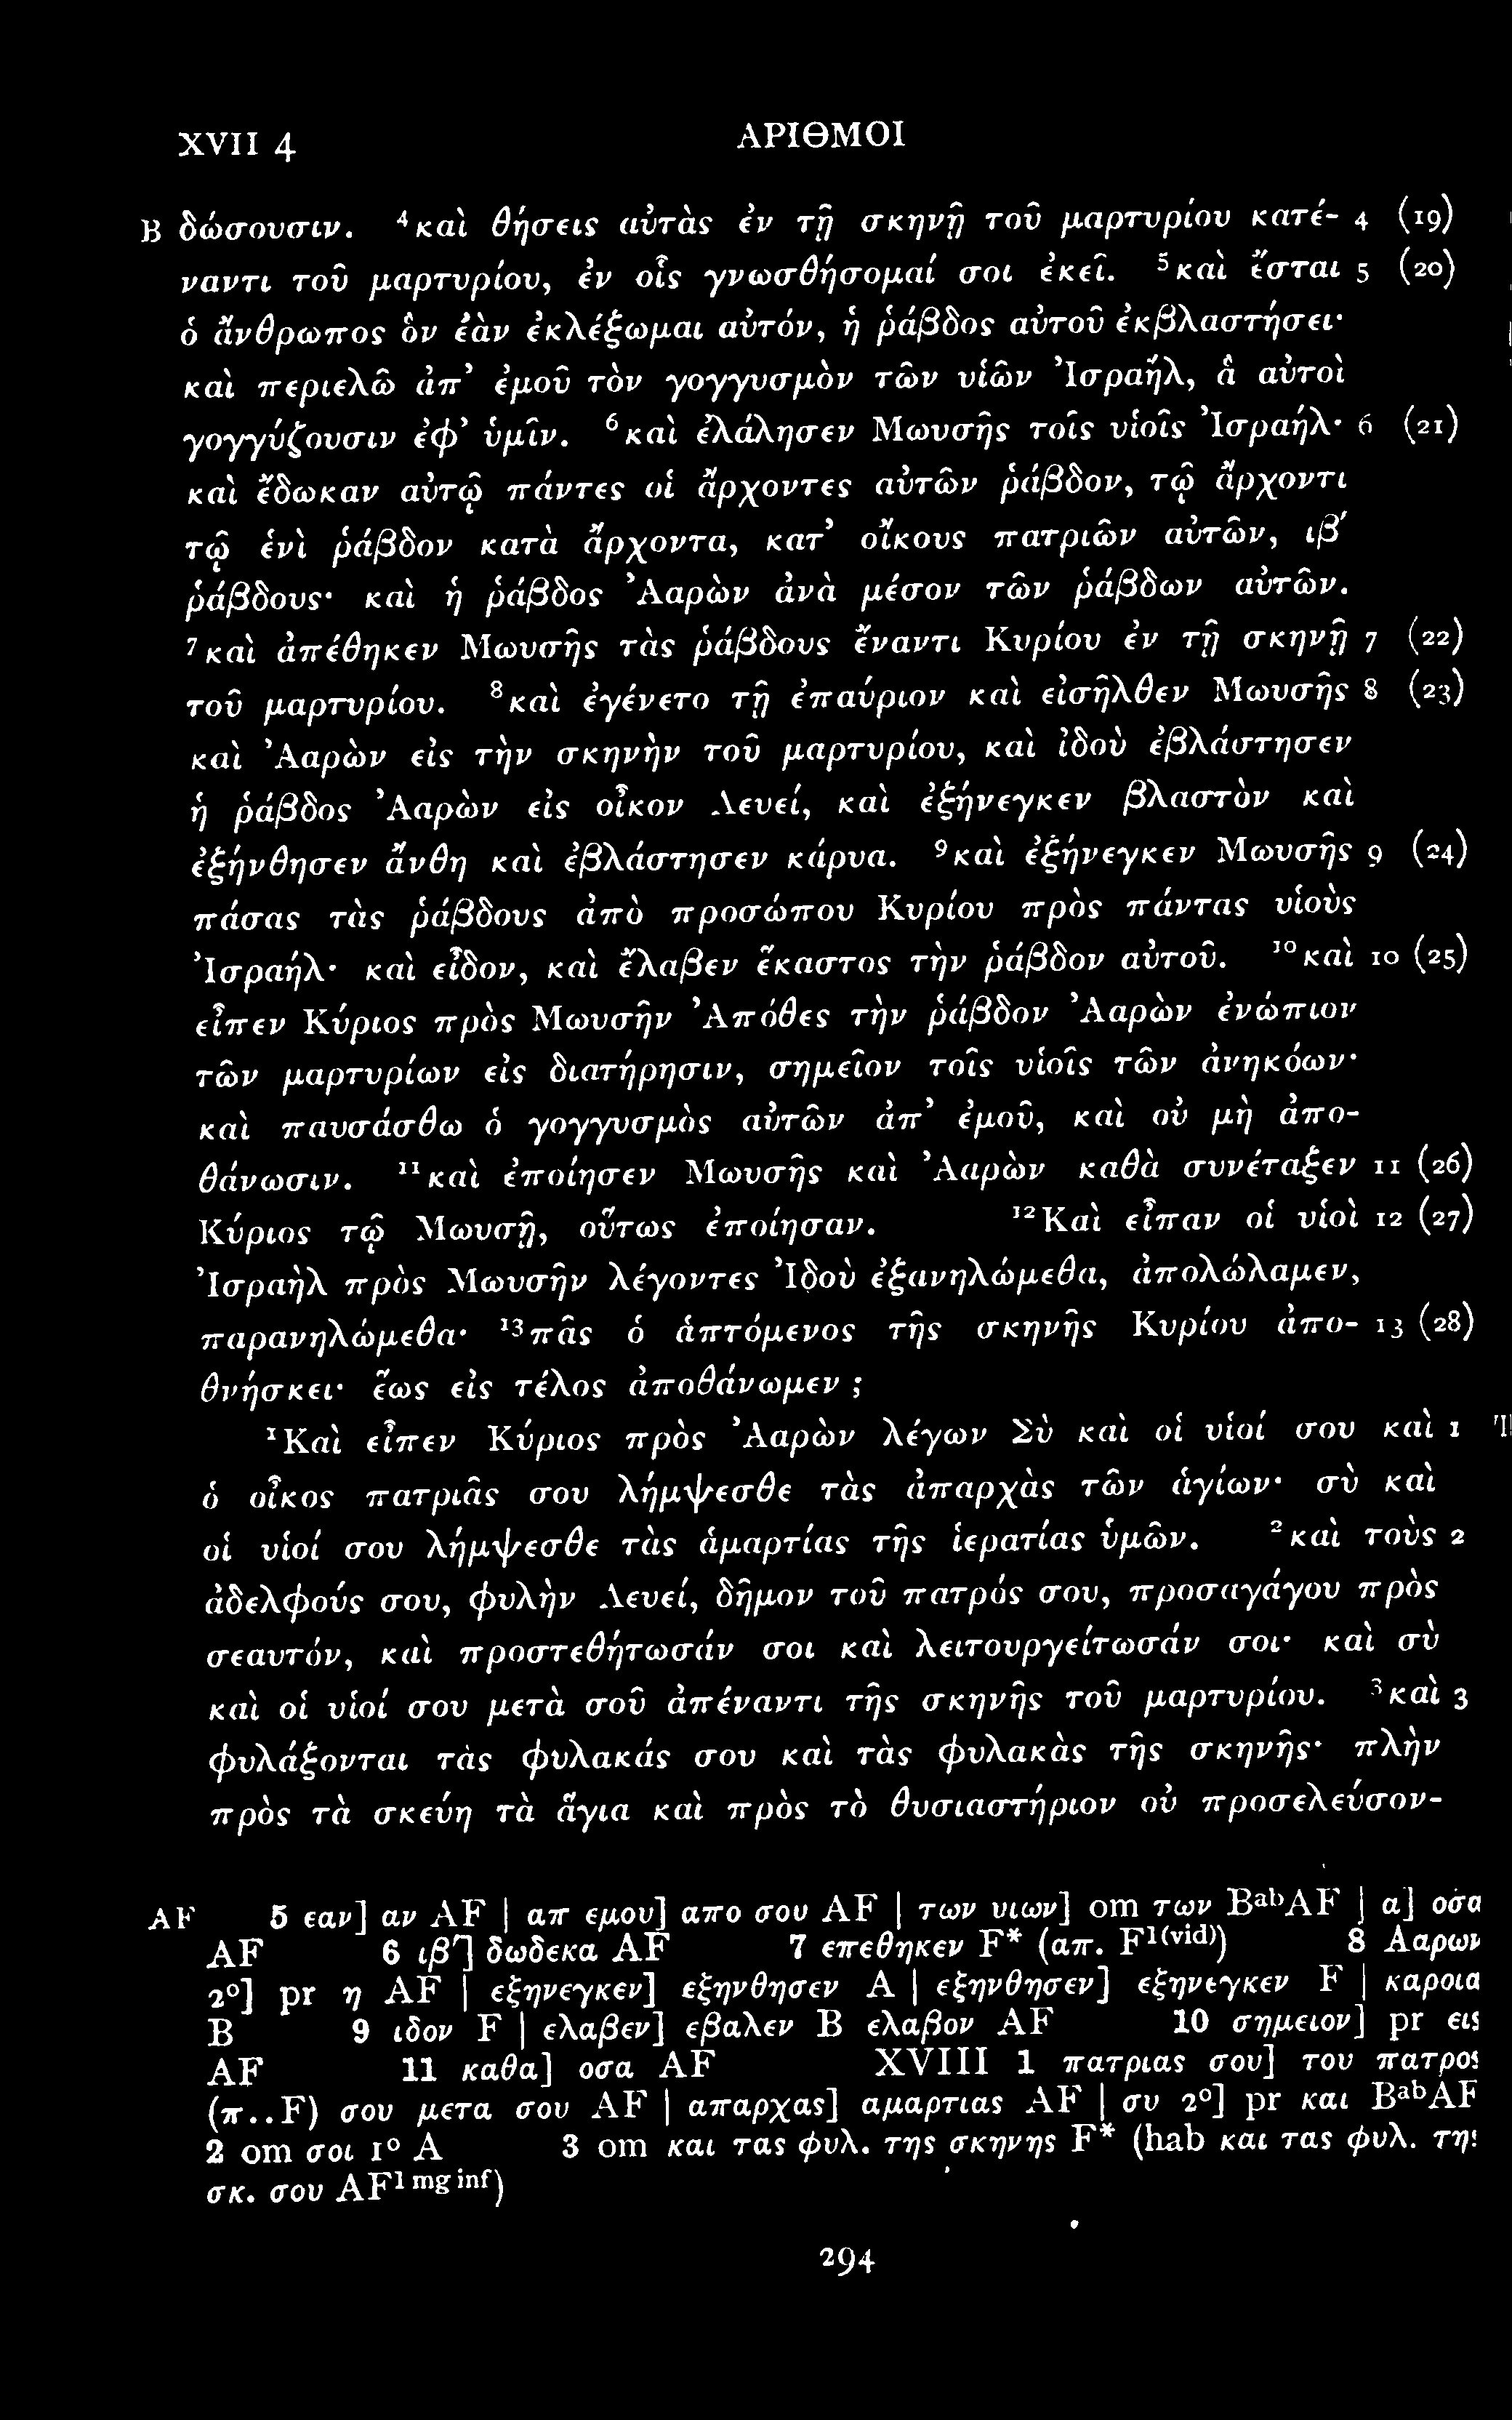 XVII 4 ΑΡΙΘΜΟΙ
B δώσουσιν. ⁴καὶ θήσεις αὐτὰς ἐν τῇ σκηνῇ τοῦ μαρτυρίου κατέ- 4 (19)
ναντι τοῦ μαρτυρίου, ἐν οἷς γνωσθήσομαί σοι ἐκεῖ. ⁵καὶ ἔσται 5 (20)
ὁ ἄνθρωπος ὃν ἐὰν ἐκλέξωμαι αὐτόν, ἡ ῥάβδος αὐτοῦ ἐκβλαστήσει·
καὶ περιελῶ ἀπ’ ἐμοῦ τὸν γογγυσμὸν τῶν υἱῶν Ἰσραήλ, ἃ αὐτοὶ
γογγύζουσιν ἐφ’ ὑμῖν. ⁶καὶ ἐλάλησεν Μωυσῆς τοῖς υἱοῖς Ἰσραήλ· 6 (21)
καὶ ἔδωκαν αὐτῷ πάντες οἱ ἄρχοντες αὐτῶν ῥάβδον, τῷ ἄρχοντι
τῷ ἑνὶ ῥάβδον κατὰ ἄρχοντα, κατ’ οἴκους πατριῶν αὐτῶν, ιβ′
ῥάβδους· καὶ ἡ ῥάβδος Ἀαρὼν ἀνὰ μέσον τῶν ῥάβδων αὐτῶν.
⁷καὶ ἀπέθηκεν Μωυσῆς τὰς ῥάβδους ἔναντι Κυρίου ἐν τῇ σκηνῇ 7 (22)
τοῦ μαρτυρίου. ⁸καὶ ἐγένετο τῇ ἐπαύριον καὶ εἰσῆλθεν Μωυσῆς 8 (23)
καὶ Ἀαρὼν εἰς τὴν σκηνὴν τοῦ μαρτυρίου, καὶ ἰδοὺ ἐβλάστησεν
ἡ ῥάβδος Ἀαρὼν εἰς οἶκον Λευεί, καὶ ἐξήνεγκεν βλαστὸν καὶ
ἐξήνθησεν ἄνθη καὶ ἐβλάστησεν κάρυα. ⁹καὶ ἐξήνεγκεν Μωυσῆς 9 (24)
πάσας τὰς ῥάβδους ἀπὸ προσώπου Κυρίου πρὸς πάντας υἱοὺς
Ἰσραήλ· καὶ εἶδον, καὶ ἔλαβεν ἕκαστος τὴν ῥάβδον αὐτοῦ. ¹⁰καὶ 10 (25)
εἶπεν Κύριος πρὸς Μωυσῆν Ἀπόθες τὴν ῥάβδον Ἀαρὼν ἐνώπιον
τῶν μαρτυρίων εἰς διατήρησιν, σημεῖον τοῖς υἱοῖς τῶν ἀνηκόων·
καὶ παυσάσθω ὁ γογγυσμὸς αὐτῶν ἀπ’ ἐμοῦ, καὶ οὐ μὴ ἀπο-
θάνωσιν. ¹¹καὶ ἐποίησεν Μωυσῆς καὶ Ἀαρὼν καθὰ συνέταξεν 11 (26)
Κύριος τῷ Μωυσῇ, οὕτως ἐποίησαν. ¹²Καὶ εἶπαν οἱ υἱοὶ 12 (27)
Ἰσραὴλ πρὸς Μωυσῆν λέγοντες Ἰδοὺ ἐξανηλώμεθα, ἀπολώλαμεν,
παρανηλώμεθα· ¹³πᾶς ὁ ἁπτόμενος τῆς σκηνῆς Κυρίου ἀπο- 13 (28)
θνήσκει· ἕως εἰς τέλος ἀποθάνωμεν ;
¹Καὶ εἶπεν Κύριος πρὸς Ἀαρὼν λέγων Σὺ καὶ οἱ υἱοί σου καὶ 1
ὁ οἶκος πατριᾶς σου λήμψεσθε τὰς ἀπαρχὰς τῶν ἁγίων· σὺ καὶ
οἱ υἱοί σου λήμψεσθε τὰς ἁμαρτίας τῆς ἱερατίας ὑμῶν. ²καὶ τοὺς 2
ἀδελφούς σου, φυλὴν Λευεί, δῆμον τοῦ πατρός σου, προσαγάγου πρὸς
σεαυτόν, καὶ προστεθήτωσάν σοι καὶ λειτουργείτωσάν σοι· καὶ σὺ
καὶ οἱ υἱοί σου μετὰ σοῦ ἀπέναντι τῆς σκηνῆς τοῦ μαρτυρίου. ³καὶ 3
φυλάξονται τὰς φυλακάς σου καὶ τὰς φυλακὰς τῆς σκηνῆς· πλὴν
πρὸς τὰ σκεύη τὰ ἅγια καὶ πρὸς τὸ θυσιαστήριον οὐ προσελεύσον-
AF 5 εαν] αν AF | απ εμου] απο σου AF | των υιων] om των BᵃᵇAF | α] οσα
AF 6 ιβ′] δωδεκα AF 7 επεθηκεν F* (απ. F¹⁽ᵛⁱᵈ⁾) 8 Ααρων
2°] pr η AF | εξηνεγκεν] εξηνθησεν A | εξηνθησεν] εξηνεγκεν F | καροια
B 9 ιδον F | ελαβεν] εβαλεν B ελαβον AF 10 σημειον] pr εις
AF 11 καθα] οσα AF XVIII 1 πατριας σου] του πατρος
(π..F) σου μετα σου AF | απαρχας] αμαρτιας AF | συ 2°] pr και BᵃᵇAF
2 om σοι 1° A 3 om και τας φυλ. της σκηνης F* (hab και τας φυλ. της
σκ. σου AF¹ ᵐᵍ ⁱⁿᶠ)
294